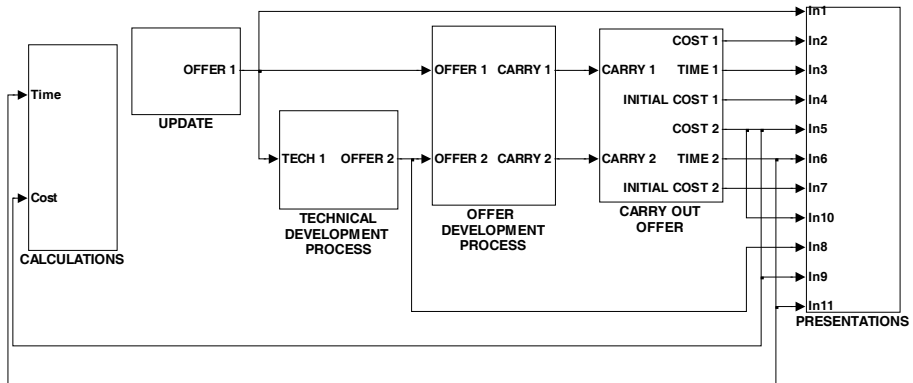 Time
Cost
CALCULATIONS
OFFER 1
UPDATE
TECH 1 OFFER 2
TECHNICAL
DEVELOPMENT
PROCESS
OFFER 1 CARRY 1
OFFER 2 CARRY 2
OFFER
DEVELOPMENT
PROCESS
COST 1
CARRY 1 TIME 1
INITIAL COST 1
COST 2
CARRY 2 TIME 2
INITIAL COST 2
CARRY OUT
OFFER
In1
In2
In3
In4
In5
In6
In7
In10
In8
In9
In11
PRESENTATIONS